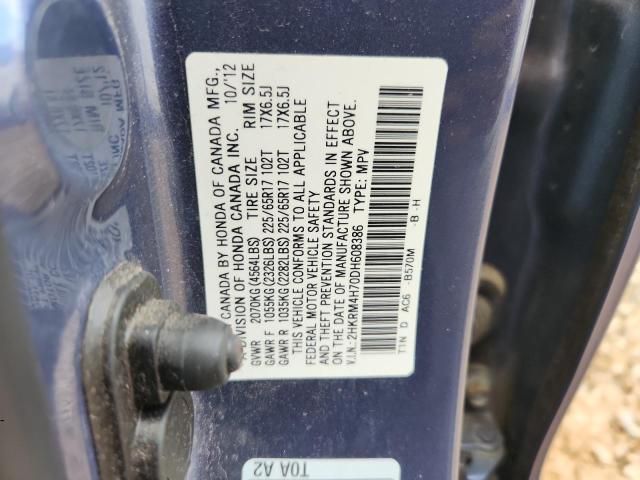 CANADA BY HONDA OF CANADA MFG.,
A DIVISION OF HONDA CANADA INC. 10/'12
GVWR 2070KG(4564LBS) TIRE SIZE RIM SIZE
GAWR F 1055KG(2326LBS) 225/65R17 102T 17X6.5J
GAWR R 1035KG(2282LBS) 225/65R17 102T 17X6.5J
THIS VEHICLE CONFORMS TO ALL APPLICABLE
FEDERAL MOTOR VEHICLE SAFETY
AND THEFT PREVENTION STANDARDS IN EFFECT
ON THE DATE OF MANUFACTURE SHOWN ABOVE.
V.I.N.: 2HKRM4H70DH608386 TYPE: MPV
T1N D AC6 -B570M -B -H
T0A A2